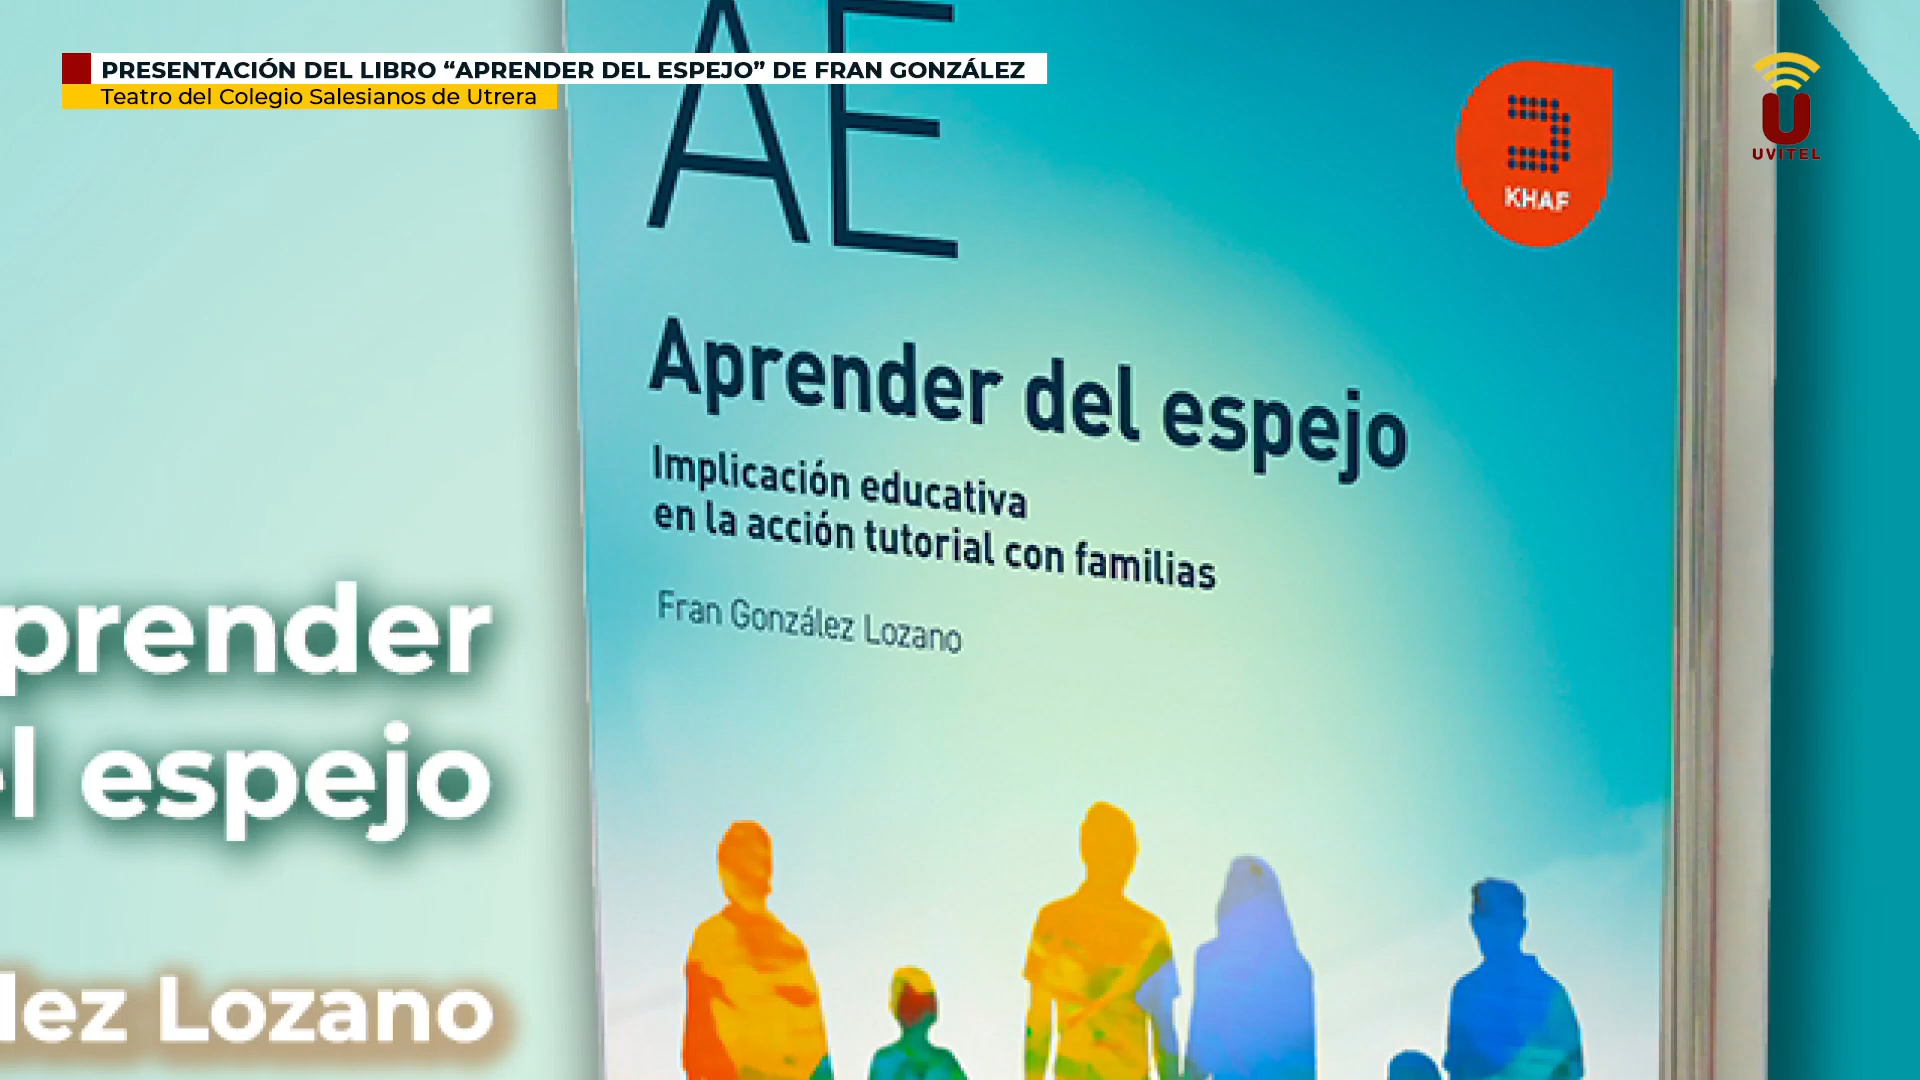 PRESENTACIÓN DEL LIBRO “APRENDER DEL ESPEJO” DE FRAN GONZÁLEZ
Teatro del Colegio Salesianos de Utrera
UVITEL
AE
KHAF
Aprender del espejo
Implicación educativa
en la acción tutorial con familias
Fran González Lozano
prender
el espejo
lez Lozano